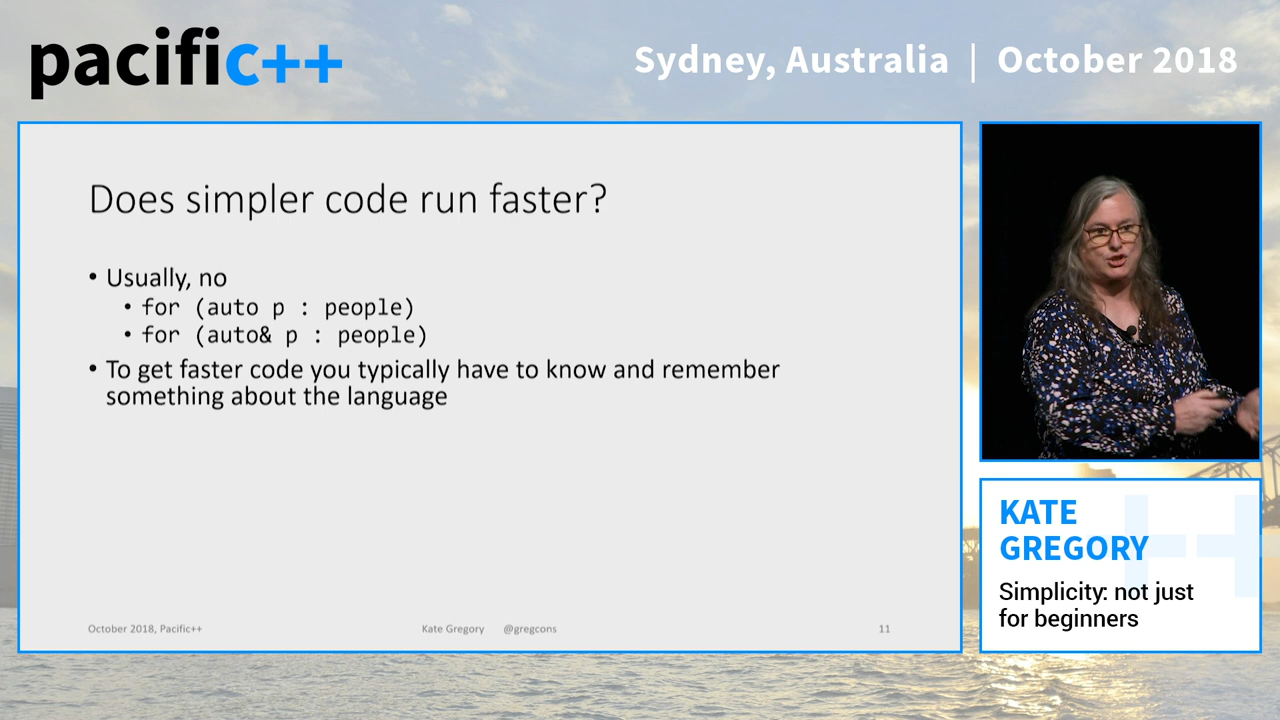 pacific++
Sydney, Australia | October 2018
Does simpler code run faster?
• Usually, no
• for (auto p : people)
• for (auto& p : people)
• To get faster code you typically have to know and remember
something about the language
October 2018, Pacific++
Kate Gregory @gregcons
11
KATE
GREGORY
Simplicity: not just
for beginners